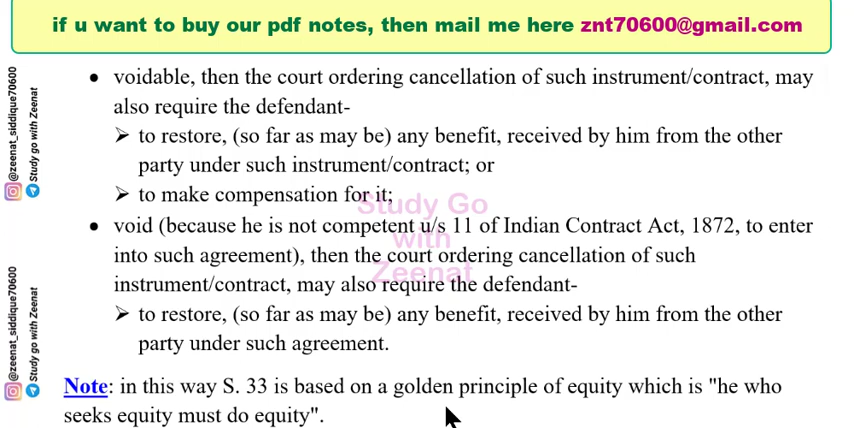 if u want to buy our pdf notes, then mail me here znt70600@gmail.com
• voidable, then the court ordering cancellation of such instrument/contract, may
also require the defendant-
➢ to restore, (so far as may be) any benefit, received by him from the other
party under such instrument/contract; or
➢ to make compensation for it;
• void (because he is not competent u/s 11 of Indian Contract Act, 1872, to enter
into such agreement), then the court ordering cancellation of such
instrument/contract, may also require the defendant-
➢ to restore, (so far as may be) any benefit, received by him from the other
party under such agreement.
Note: in this way S. 33 is based on a golden principle of equity which is "he who
seeks equity must do equity".
@zeenat_siddique70600
Study go with Zeenat
@zeenat_siddique70600
Study go with Zeenat
Study Go
with
Zeenat